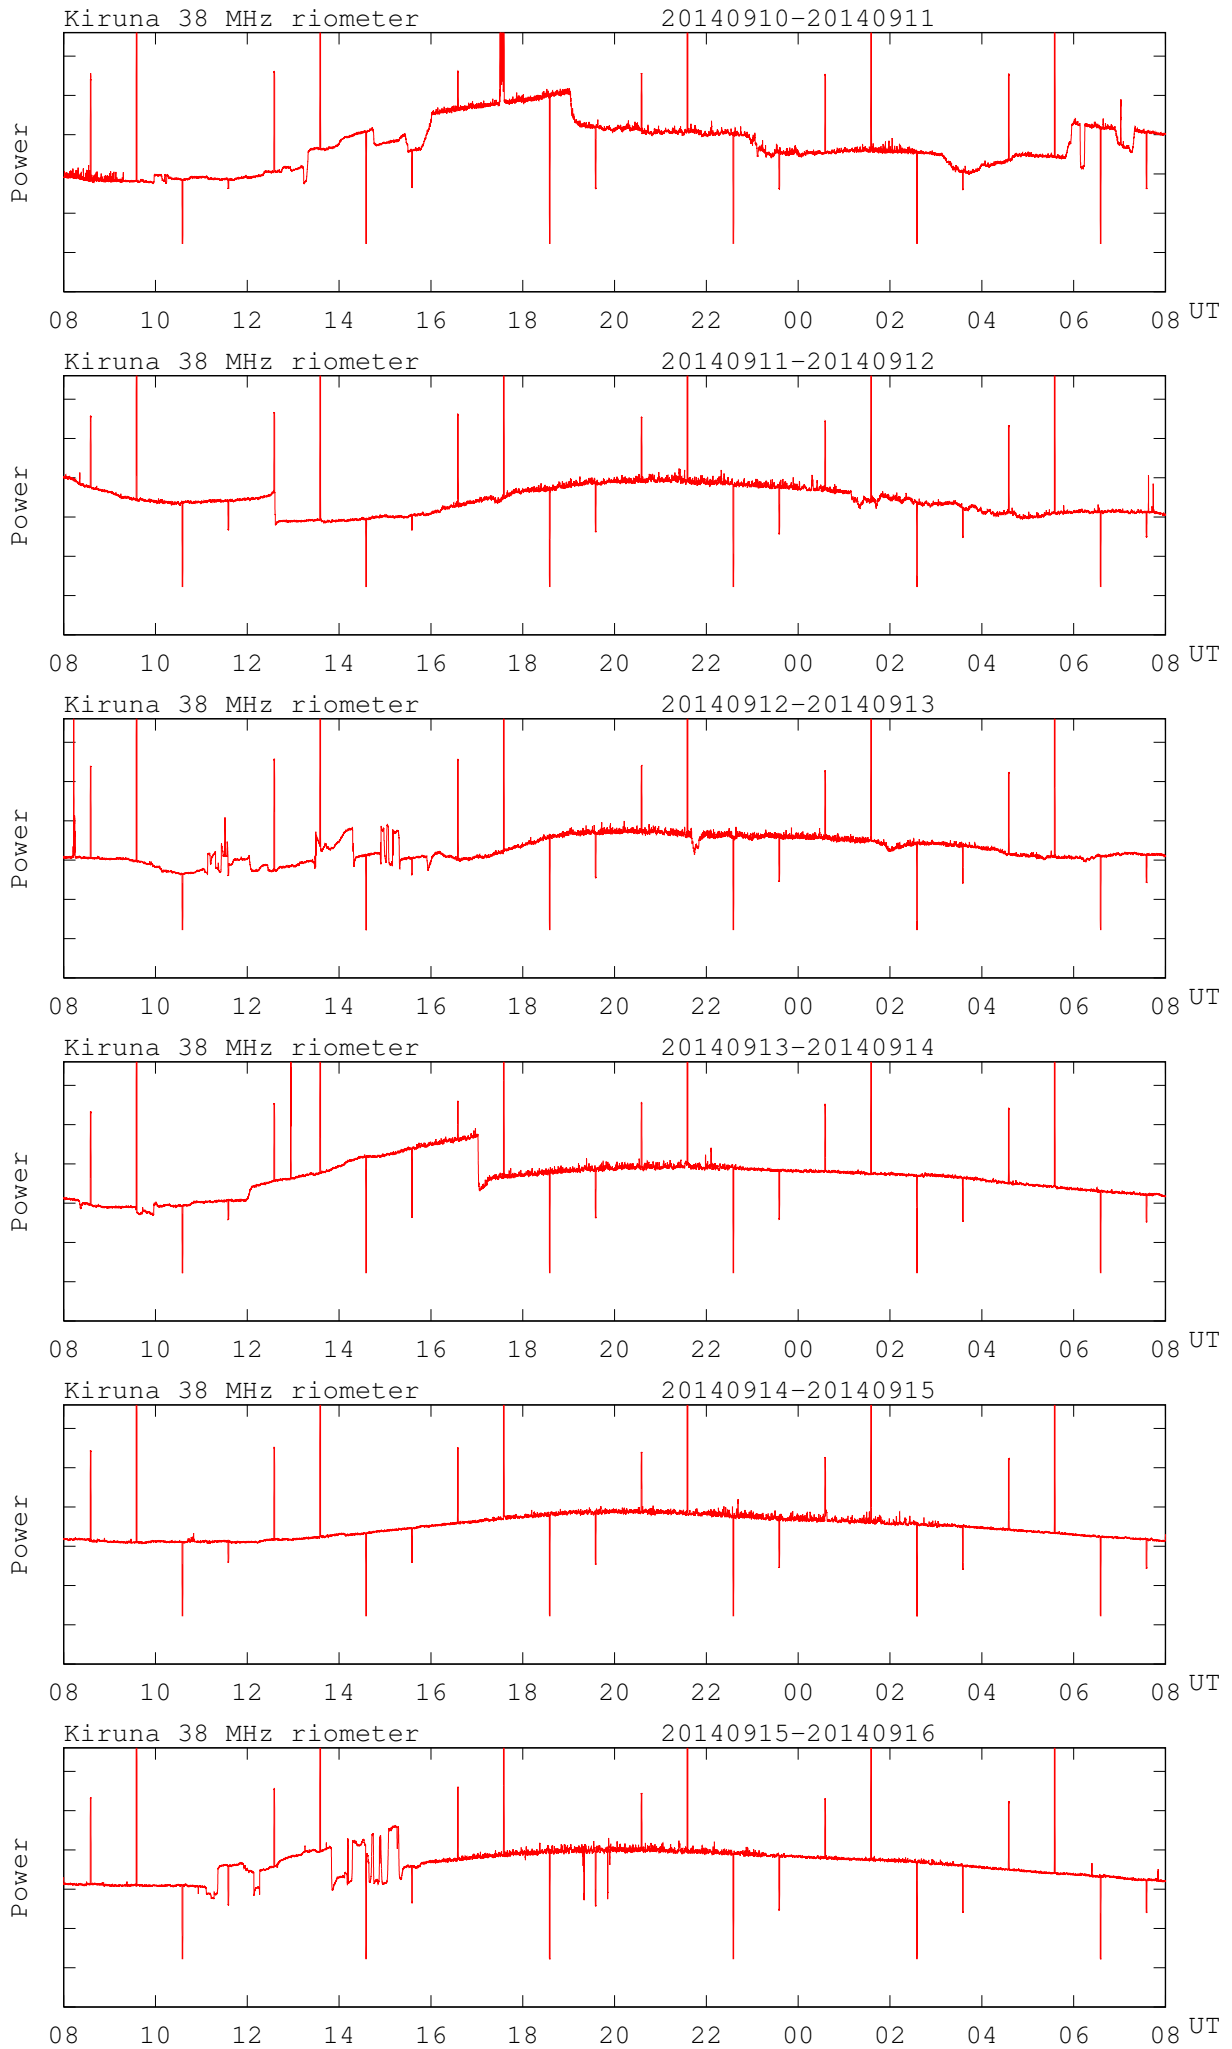 Kiruna 38 MHz riometer 20140910-20140911
Power
08 10 12 14 16 18 20 22 00 02 04 06 08 UT
Kiruna 38 MHz riometer 20140911-20140912
Power
08 10 12 14 16 18 20 22 00 02 04 06 08 UT
Kiruna 38 MHz riometer 20140912-20140913
Power
08 10 12 14 16 18 20 22 00 02 04 06 08 UT
Kiruna 38 MHz riometer 20140913-20140914
Power
08 10 12 14 16 18 20 22 00 02 04 06 08 UT
Kiruna 38 MHz riometer 20140914-20140915
Power
08 10 12 14 16 18 20 22 00 02 04 06 08 UT
Kiruna 38 MHz riometer 20140915-20140916
Power
08 10 12 14 16 18 20 22 00 02 04 06 08 UT